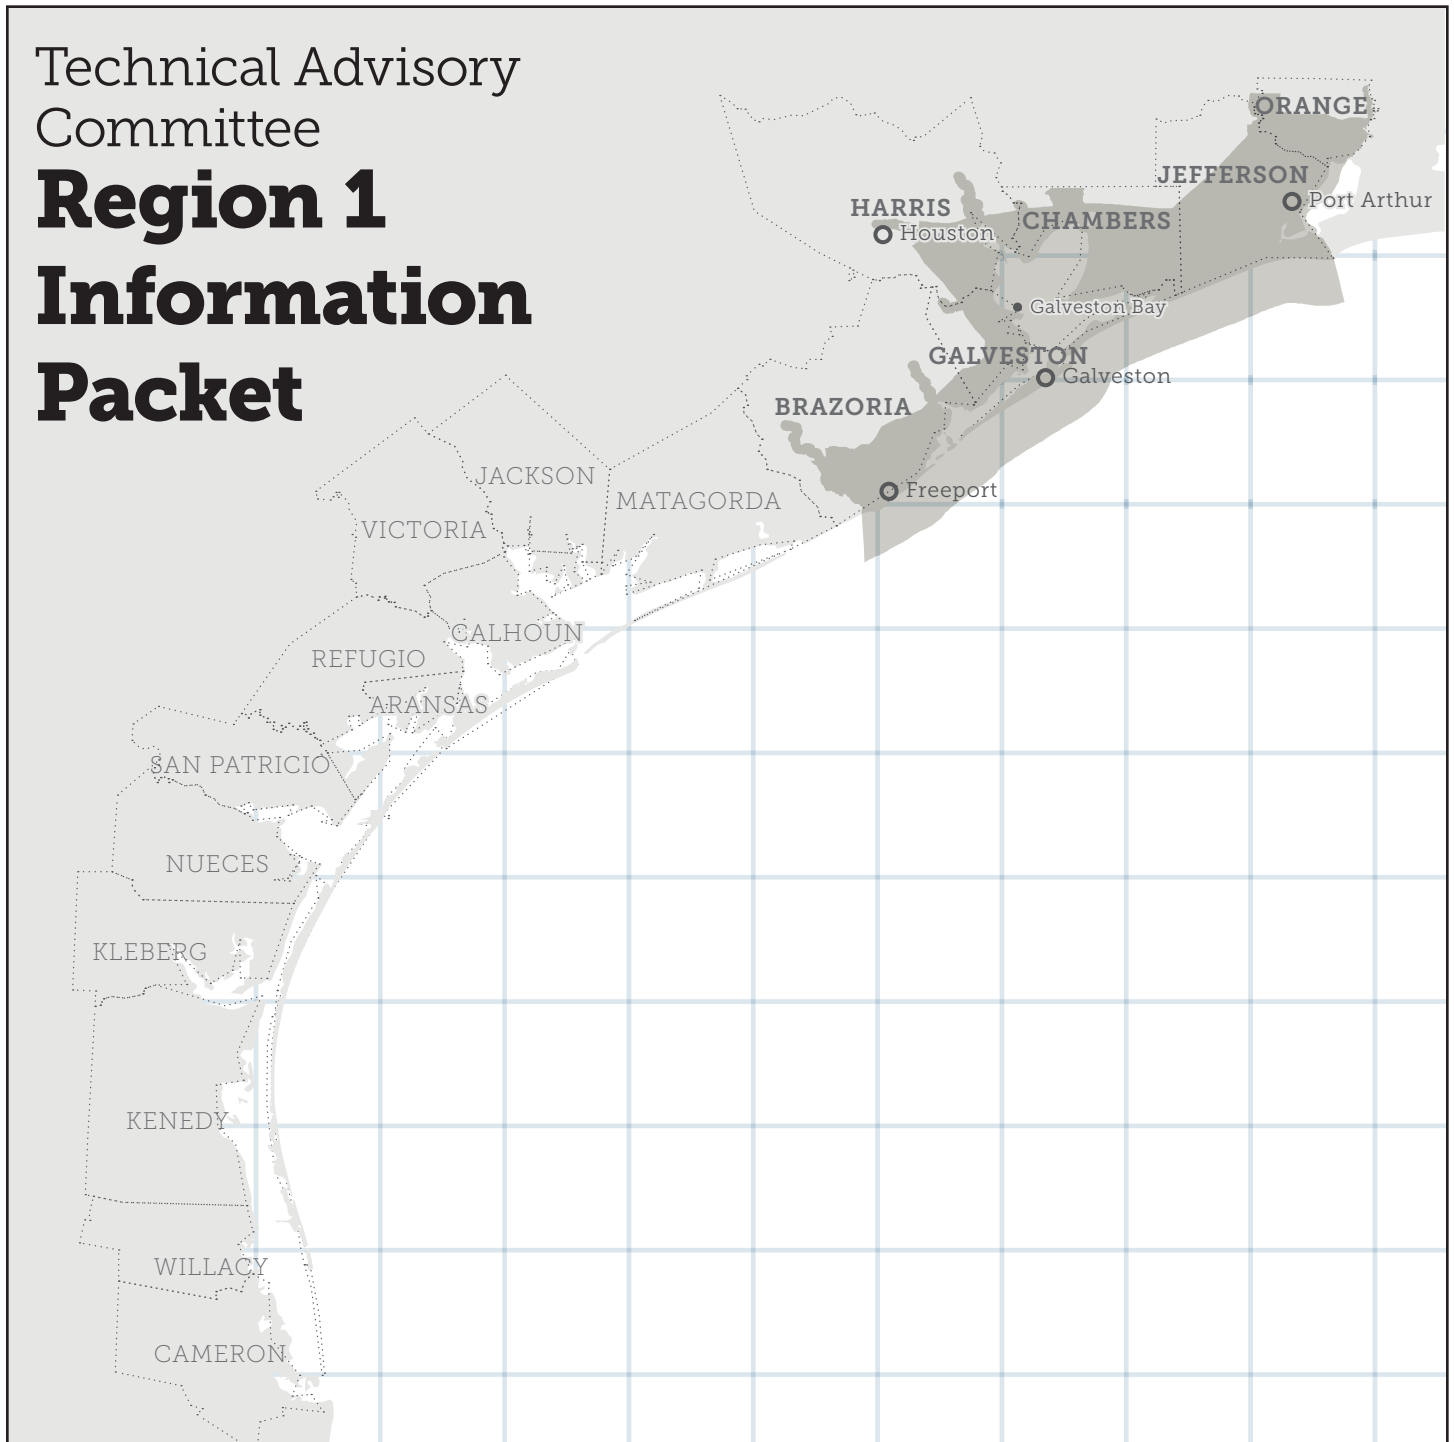 Technical Advisory
Committee
Region 1
Information
Packet
ORANGE
JEFFERSON
Port Arthur
HARRIS
Houston
CHAMBERS
Galveston Bay
GALVESTON
Galveston
BRAZORIA
Freeport
JACKSON
MATAGORDA
VICTORIA
CALHOUN
REFUGIO
ARANSAS
SAN PATRICIO
NUECES
KLEBERG
KENEDY
WILLACY
CAMERON